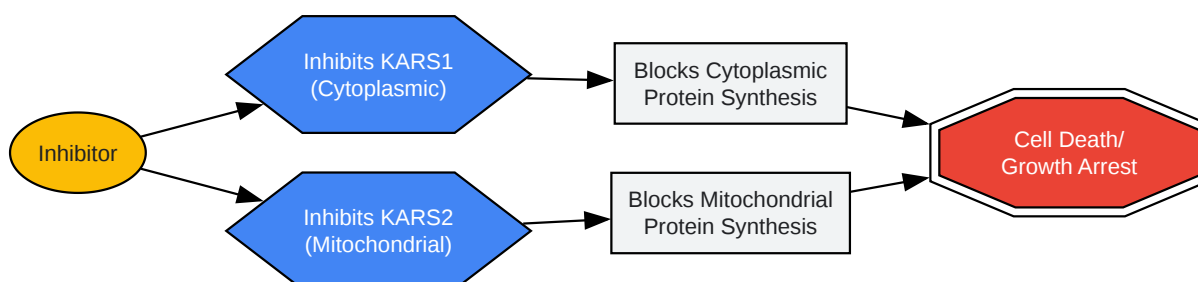 Inhibitor
Inhibits KARS1
(Cytoplasmic)
Blocks Cytoplasmic
Protein Synthesis
Inhibits KARS2
(Mitochondrial)
Blocks Mitochondrial
Protein Synthesis
Cell Death/
Growth Arrest